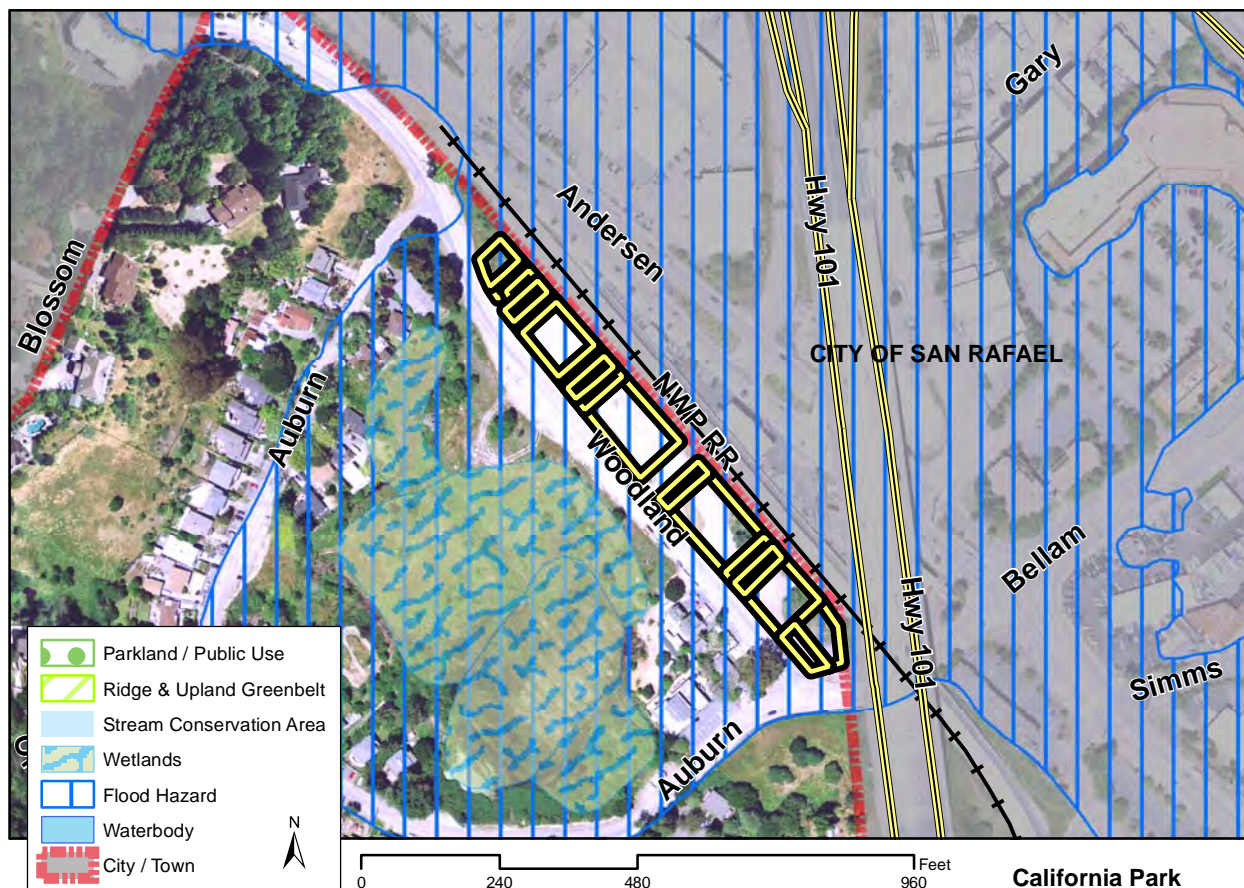 Gary
Andersen
Hwy 101
Blossom
CITY OF SAN RAFAEL
Auburn
NWP RR
Woodland
Bellam
Hwy 101
Simms
Auburn
Parkland / Public Use
Ridge & Upland Greenbelt
Stream Conservation Area
Wetlands
Flood Hazard
Waterbody
City / Town
N
Feet
0 240 480 960
California Park